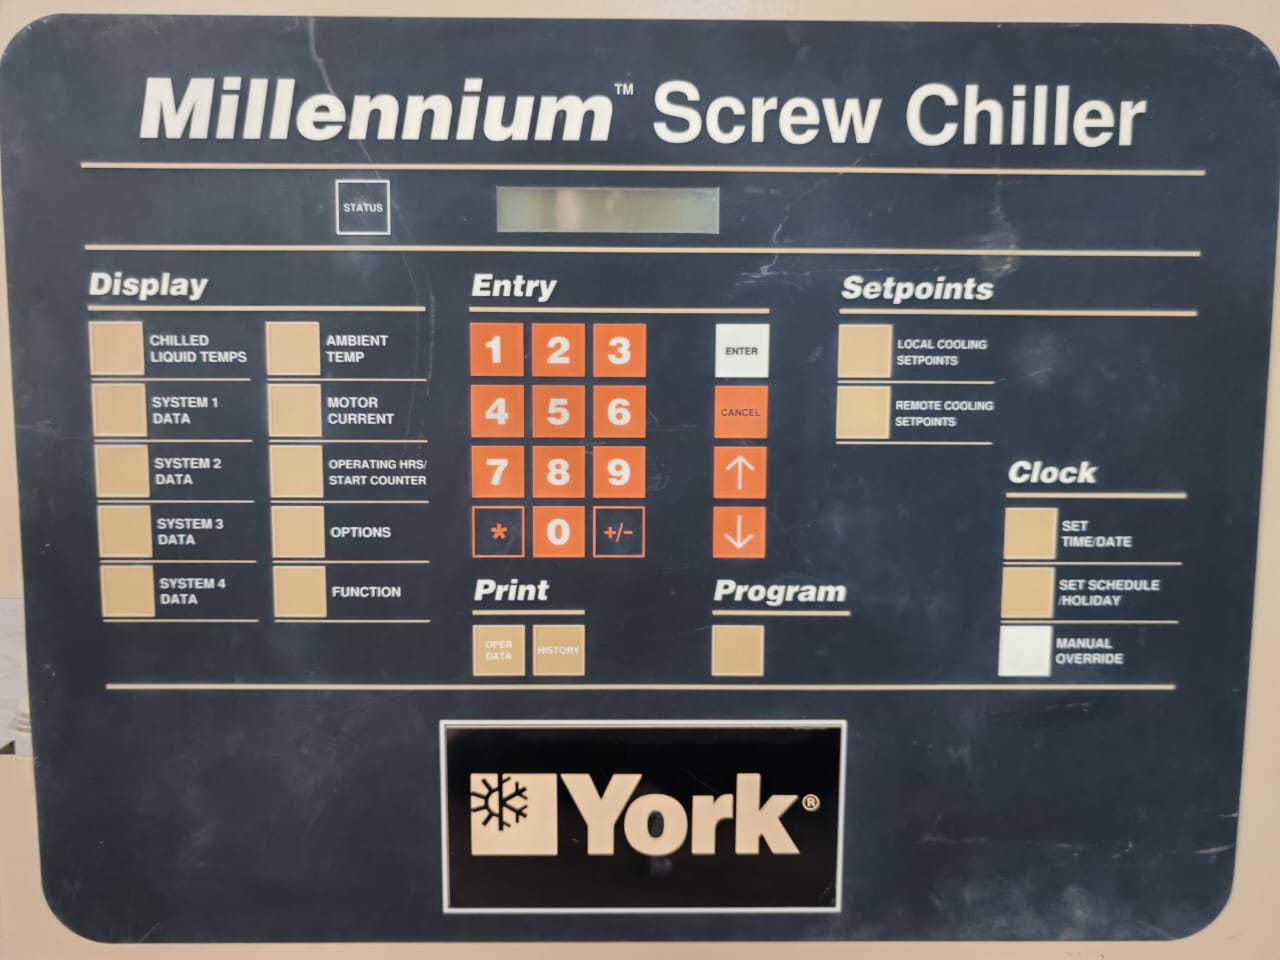 Millennium™ Screw Chiller
STATUS
Display
CHILLED
LIQUID TEMPS
AMBIENT
TEMP
SYSTEM 1
DATA
MOTOR
CURRENT
SYSTEM 2
DATA
OPERATING HRS/
START COUNTER
SYSTEM 3
DATA
OPTIONS
SYSTEM 4
DATA
FUNCTION
Entry
1 2 3
ENTER
4 5 6
CANCEL
7 8 9
↑
* 0 +/-
↓
Print
OPER
DATA
HISTORY
Program
Setpoints
LOCAL COOLING
SETPOINTS
REMOTE COOLING
SETPOINTS
Clock
SET
TIME/DATE
SET SCHEDULE
/HOLIDAY
MANUAL
OVERRIDE
York®